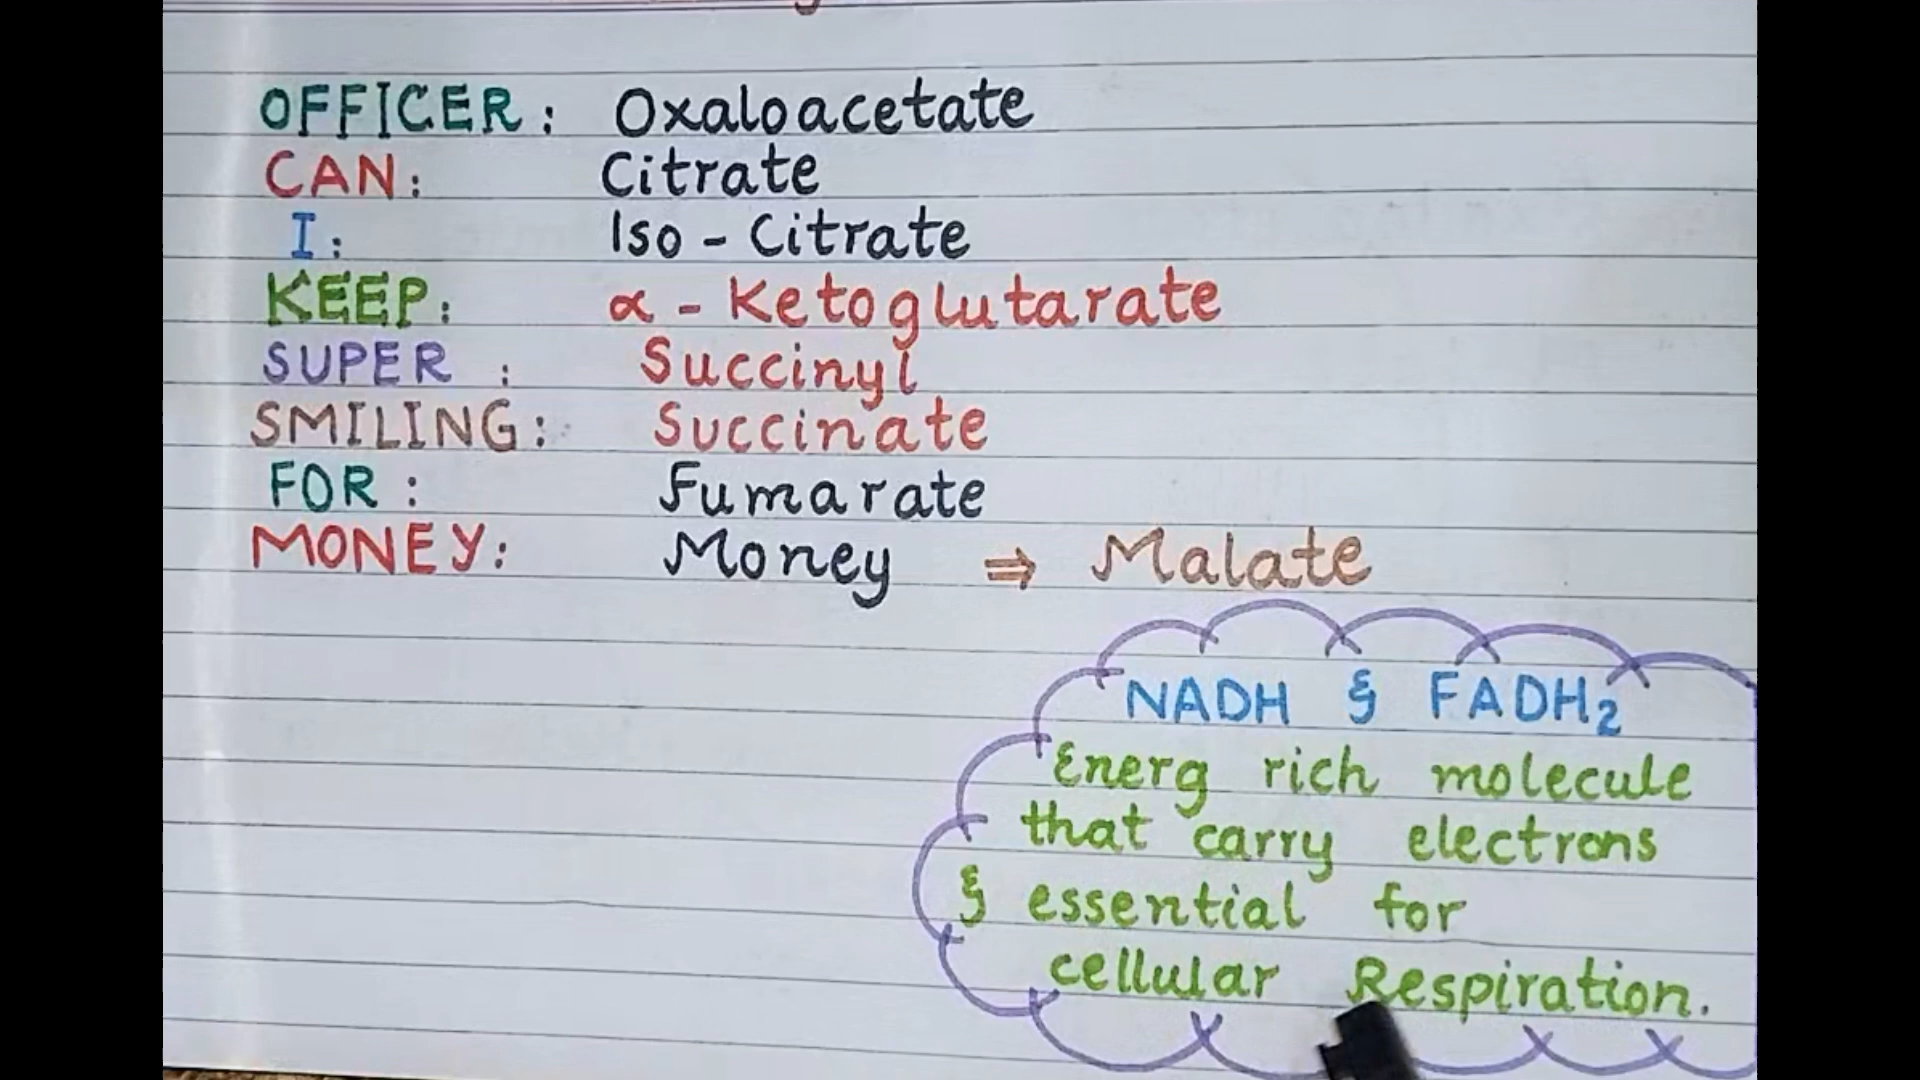 OFFICER: Oxaloacetate
CAN: Citrate
I: Iso - Citrate
KEEP: α - Ketoglutarate
SUPER : Succinyl
SMILING: Succinate
FOR : Fumarate
MONEY: Money ⇒ Malate
NADH § FADH₂
Energ rich molecule
that carry electrons
§ essential for
cellular Respiration.